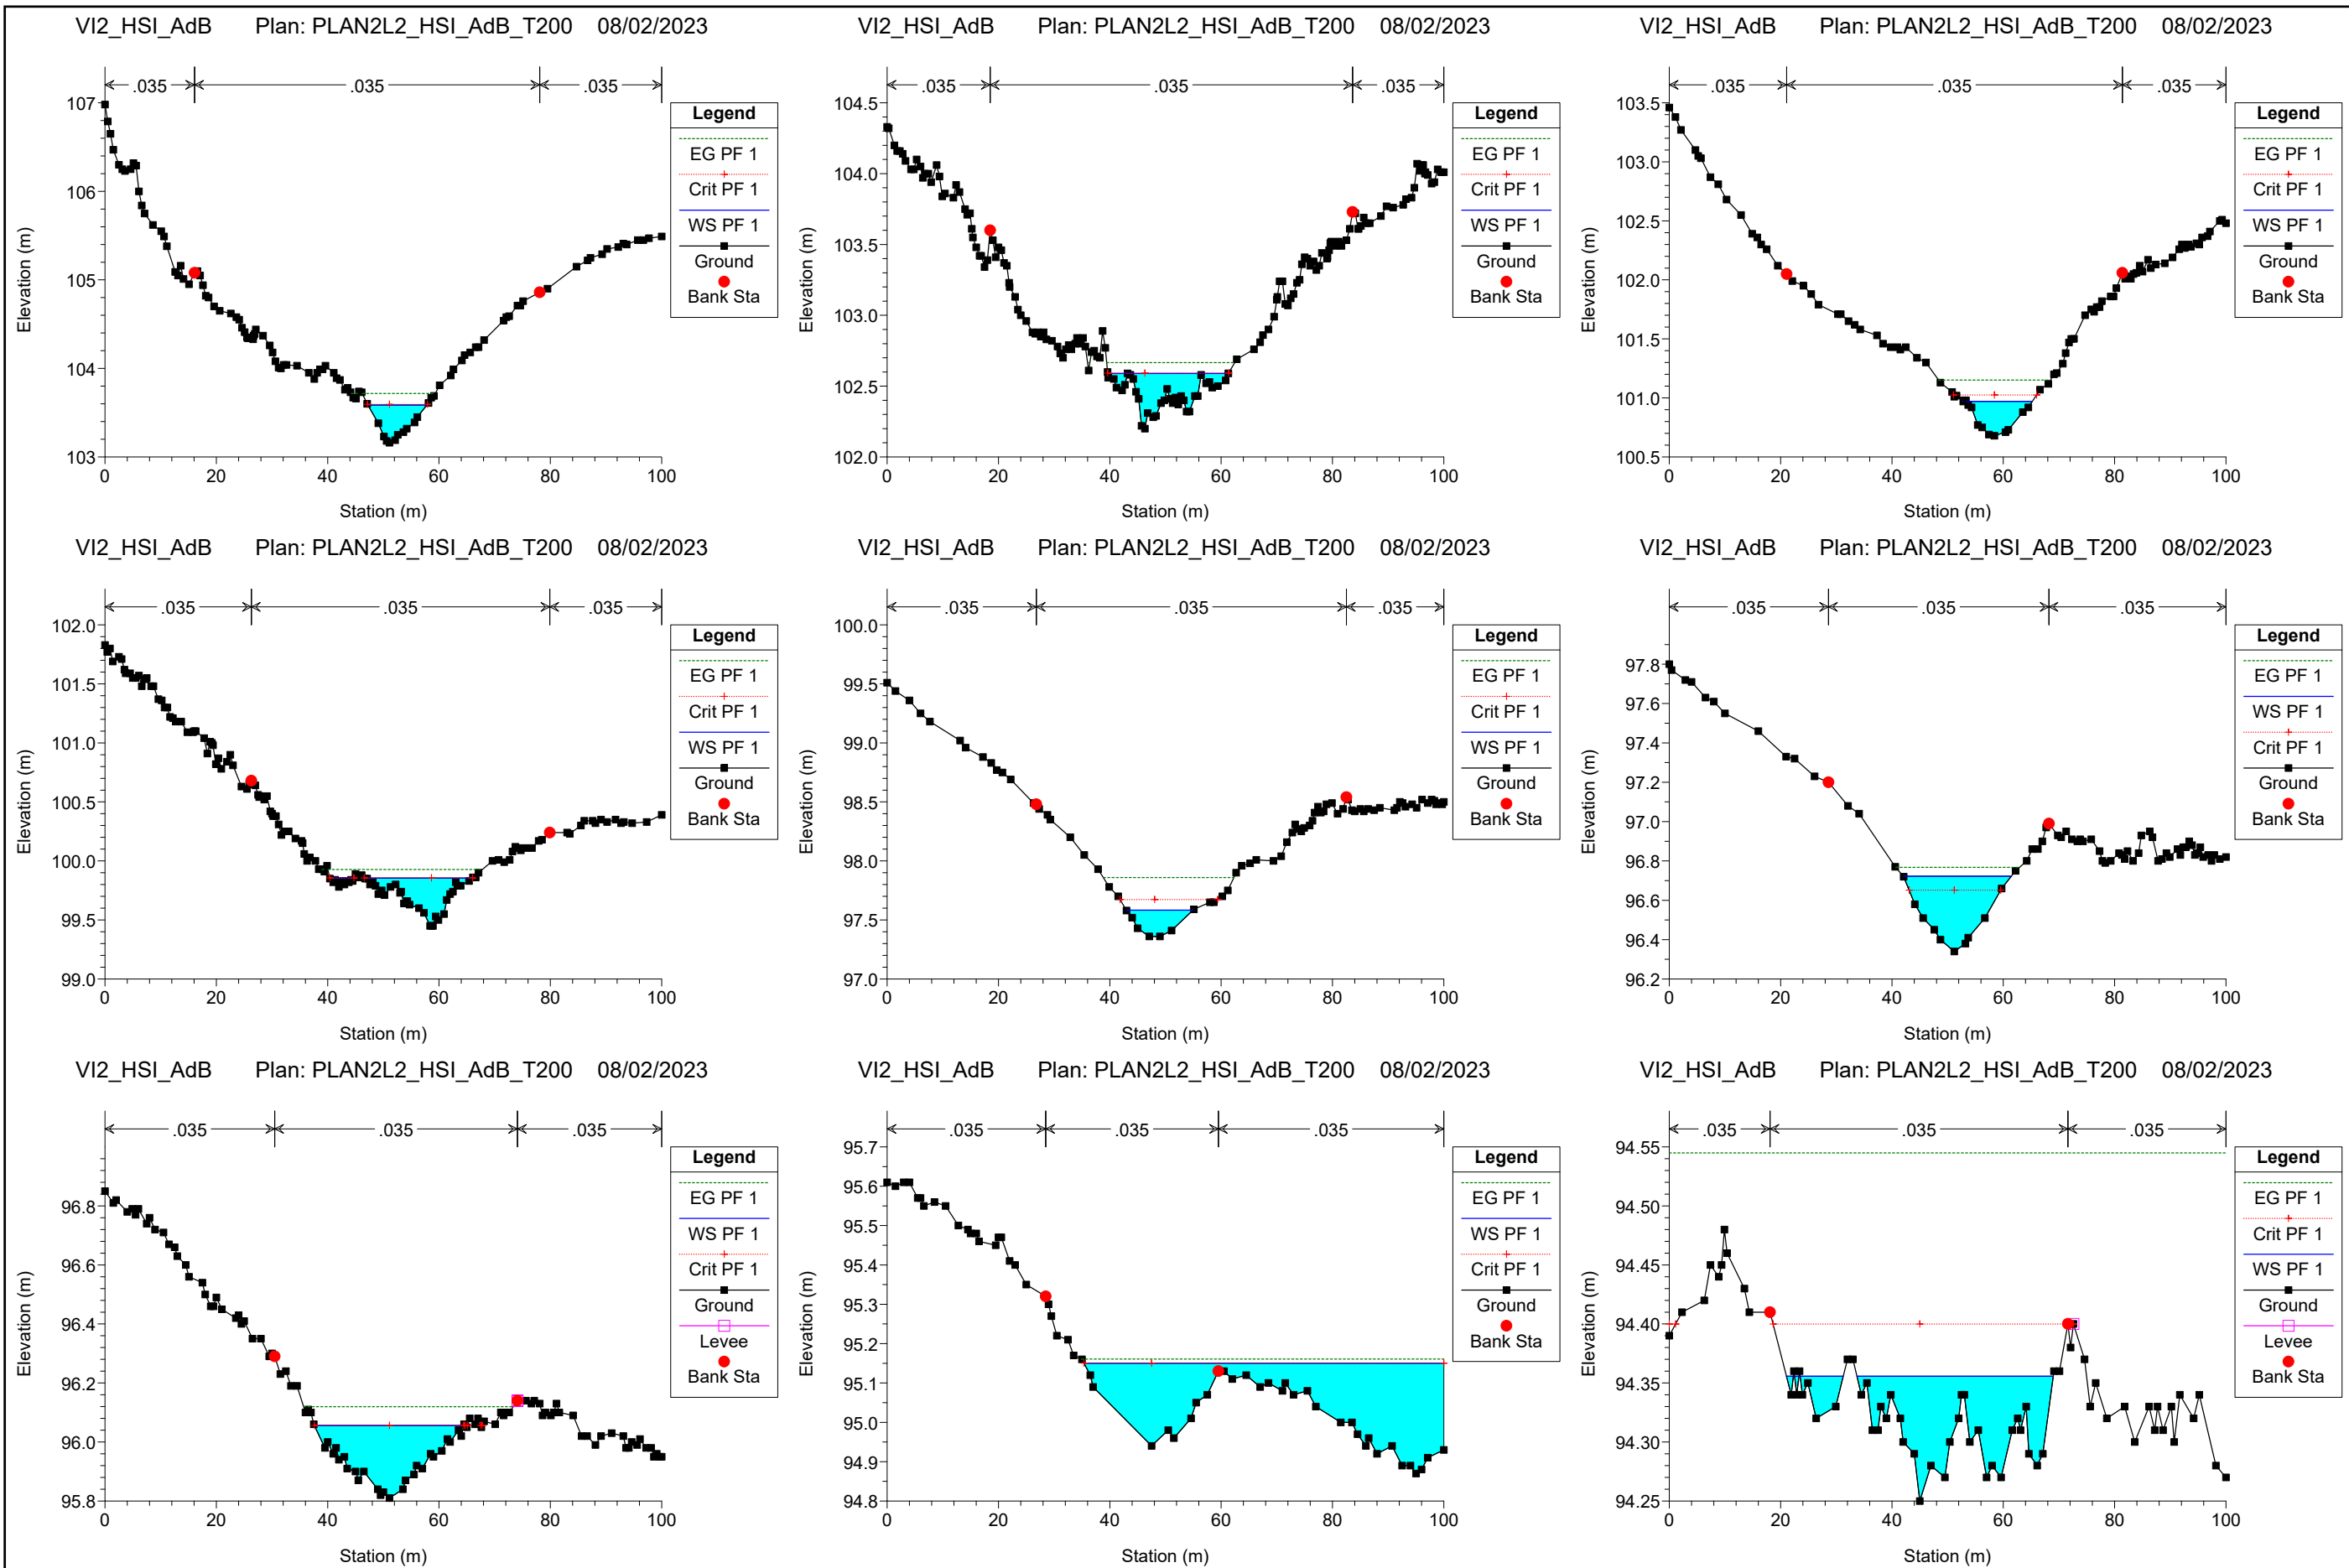 VI2_HSI_AdB Plan: PLAN2L2_HSI_AdB_T200 08/02/2023
.035 .035 .035
Elevation (m)
107
106
105
104
103
0 20 40 60 80 100
Station (m)
Legend
EG PF 1
Crit PF 1
WS PF 1
Ground
Bank Sta
VI2_HSI_AdB Plan: PLAN2L2_HSI_AdB_T200 08/02/2023
.035 .035 .035
Elevation (m)
104.5
104.0
103.5
103.0
102.5
102.0
0 20 40 60 80 100
Station (m)
Legend
EG PF 1
Crit PF 1
WS PF 1
Ground
Bank Sta
VI2_HSI_AdB Plan: PLAN2L2_HSI_AdB_T200 08/02/2023
.035 .035 .035
Elevation (m)
103.5
103.0
102.5
102.0
101.5
101.0
100.5
0 20 40 60 80 100
Station (m)
Legend
EG PF 1
Crit PF 1
WS PF 1
Ground
Bank Sta
VI2_HSI_AdB Plan: PLAN2L2_HSI_AdB_T200 08/02/2023
.035 .035 .035
Elevation (m)
102.0
101.5
101.0
100.5
100.0
99.5
99.0
0 20 40 60 80 100
Station (m)
Legend
EG PF 1
Crit PF 1
WS PF 1
Ground
Bank Sta
VI2_HSI_AdB Plan: PLAN2L2_HSI_AdB_T200 08/02/2023
.035 .035 .035
Elevation (m)
100.0
99.5
99.0
98.5
98.0
97.5
97.0
0 20 40 60 80 100
Station (m)
Legend
EG PF 1
Crit PF 1
WS PF 1
Ground
Bank Sta
VI2_HSI_AdB Plan: PLAN2L2_HSI_AdB_T200 08/02/2023
.035 .035 .035
Elevation (m)
97.8
97.6
97.4
97.2
97.0
96.8
96.6
96.4
96.2
0 20 40 60 80 100
Station (m)
Legend
EG PF 1
WS PF 1
Crit PF 1
Ground
Bank Sta
VI2_HSI_AdB Plan: PLAN2L2_HSI_AdB_T200 08/02/2023
.035 .035 .035
Elevation (m)
96.8
96.6
96.4
96.2
96.0
95.8
0 20 40 60 80 100
Station (m)
Legend
EG PF 1
WS PF 1
Crit PF 1
Ground
Levee
Bank Sta
VI2_HSI_AdB Plan: PLAN2L2_HSI_AdB_T200 08/02/2023
.035 .035 .035
Elevation (m)
95.7
95.6
95.5
95.4
95.3
95.2
95.1
95.0
94.9
94.8
0 20 40 60 80 100
Station (m)
Legend
EG PF 1
WS PF 1
Crit PF 1
Ground
Bank Sta
VI2_HSI_AdB Plan: PLAN2L2_HSI_AdB_T200 08/02/2023
.035 .035 .035
Elevation (m)
94.55
94.50
94.45
94.40
94.35
94.30
94.25
0 20 40 60 80 100
Station (m)
Legend
EG PF 1
Crit PF 1
WS PF 1
Ground
Levee
Bank Sta